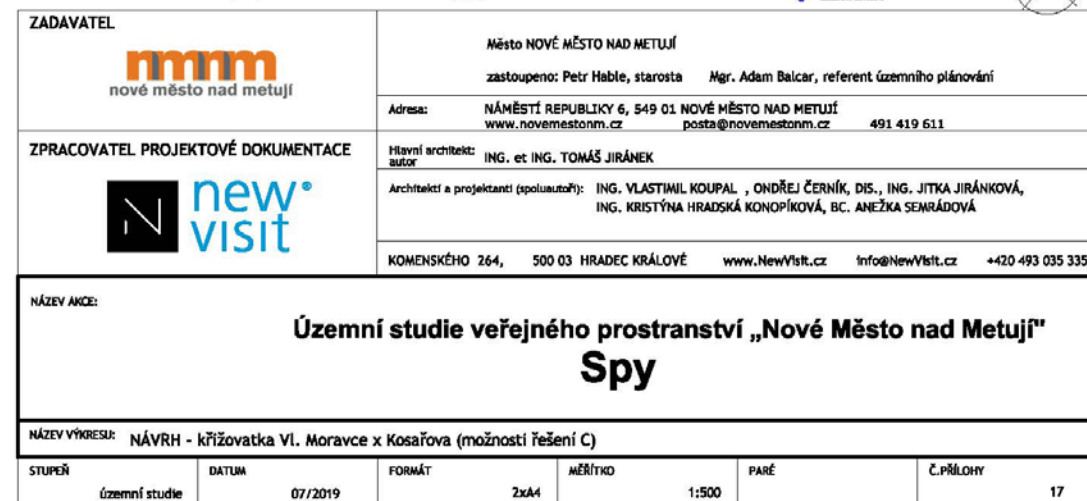 ZADAVATEL
nmnm
nové město nad metují
Město NOVÉ MĚSTO NAD METUJÍ
zastoupeno: Petr Hable, starosta Mgr. Adam Balcar, referent územního plánování
Adresa: NÁMĚSTÍ REPUBLIKY 6, 549 01 NOVÉ MĚSTO NAD METUJÍ
www.novemestonm.cz posta@novemestonm.cz 491 419 611
ZPRACOVATEL PROJEKTOVÉ DOKUMENTACE
N new visit
Hlavní architekt: autor ING. et ING. TOMÁŠ JIRÁNEK
Architekti a projektanti (spoluautoři): ING. VLASTIMIL KOUPAL , ONDŘEJ ČERNÍK, DIS., ING. JITKA JIRÁNKOVÁ,
ING. KRISTÝNA HRADSKÁ KONOPÍKOVÁ, BC. ANEŽKA SEMRÁDOVÁ
KOMENSKÉHO 264, 500 03 HRADEC KRÁLOVÉ www.NewVisit.cz info@NewVisit.cz +420 493 035 335
NÁZEV AKCE:
Územní studie veřejného prostranství „Nové Město nad Metují"
Spy
NÁZEV VÝKRESU: NÁVRH - křižovatka Vl. Moravce x Kosařova (možnosti řešení C)
STUPEŇ DATUM FORMÁT MĚŘÍTKO PARÉ Č.PŘÍLOHY
územní studie 07/2019 2xA4 1:500 17